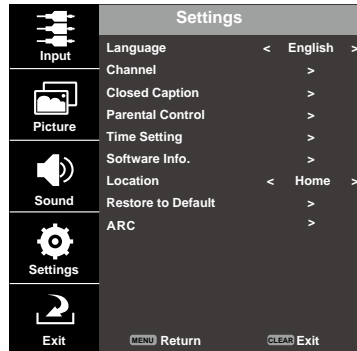 Input
Picture
Sound
Settings
Exit
Settings
Language < English >
Channel >
Closed Caption >
Parental Control >
Time Setting >
Software Info. >
Location < Home >
Restore to Default >
ARC >
MENU Return CLEAR Exit